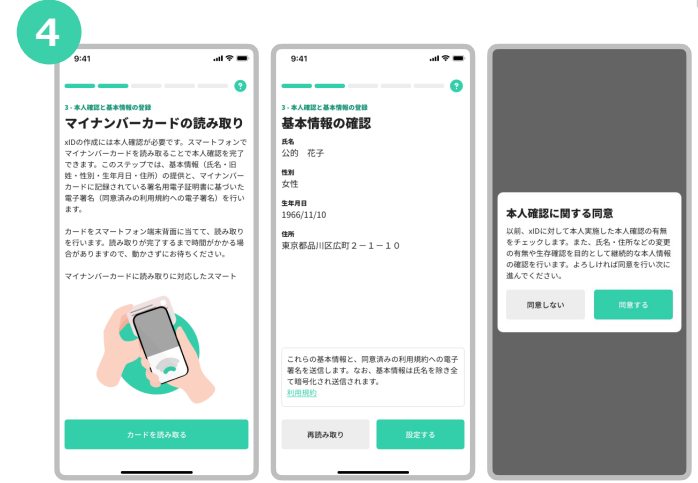 4
9:41
3 - 本人確認と基本情報の登録
マイナンバーカードの読み取り
xIDの作成には本人確認が必要です。スマートフォンで
マイナンバーカードを読み取ることで本人確認を完了
できます。このステップでは、基本情報（氏名・旧
姓・性別・生年月日・住所）の提供と、マイナンバー
カードに記録されている署名用電子証明書に基づいた
電子署名（同意済みの利用規約への電子署名）を行い
ます。
カードをスマートフォン端末背面に当てて、読み取り
を行います。読み取りが完了するまで時間がかかる場
合がありますので、動かさずにお待ちください。
マイナンバーカードに読み取りに対応したスマート
カードを読み取る
9:41
3 - 本人確認と基本情報の登録
基本情報の確認
氏名
公的　花子
性別
女性
生年月日
1966/11/10
住所
東京都品川区広町２－１－１０
これらの基本情報と、同意済みの利用規約への電子
署名を送信します。なお、基本情報は氏名を除き全
て暗号化され送信されます。
利用規約
再読み取り
設定する
本人確認に関する同意
以前、xIDに対して本人実施した本人確認の有無
をチェックします。また、氏名・住所などの変更
の有無や生存確認を目的として継続的な本人情報
の確認を行います。よろしければ同意を行い次に
進んでください。
同意しない
同意する